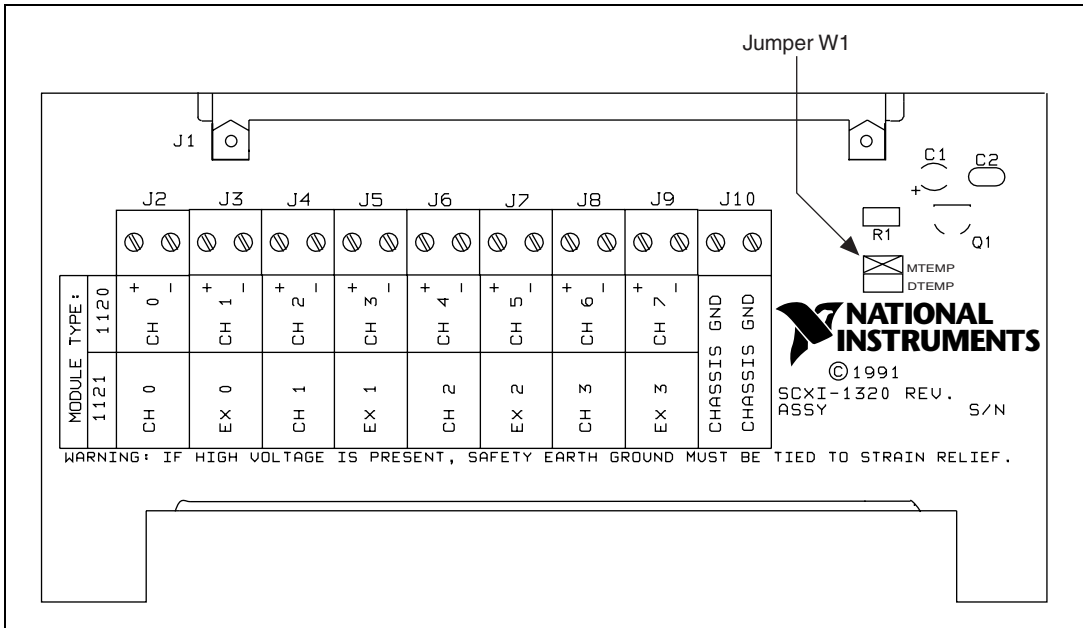 Jumper W1
J1
C1 C2
+
J2 J3 J4 J5 J6 J7 J8 J9 J10
R1
Q1
MTEMP
DTEMP
MODULE TYPE:
1120
+ - + - + - + - + - + - + - + -
CH 0 CH 1 CH 2 CH 3 CH 4 CH 5 CH 6 CH 7
1121
CH 0 EX 0 CH 1 EX 1 CH 2 EX 2 CH 3 EX 3
CHASSIS GND
CHASSIS GND
NATIONAL
INSTRUMENTS
©1991
SCXI-1320 REV.
ASSY S/N
WARNING: IF HIGH VOLTAGE IS PRESENT, SAFETY EARTH GROUND MUST BE TIED TO STRAIN RELIEF.